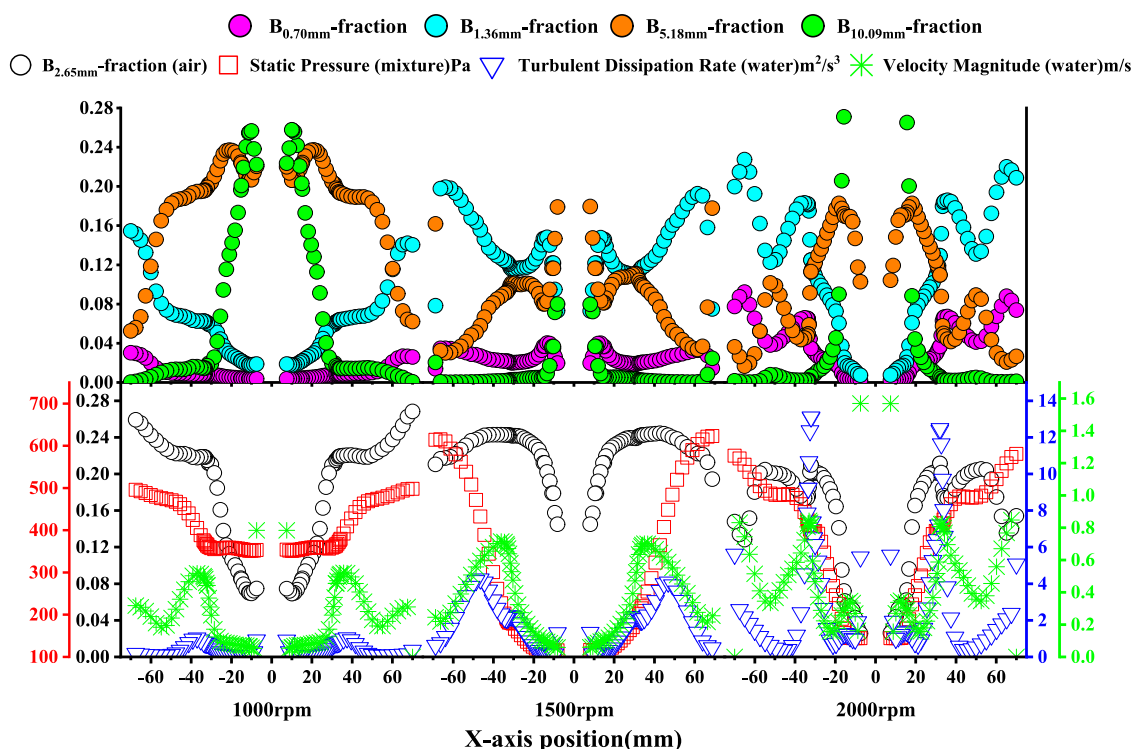 B0.70mm-fraction B1.36mm-fraction B5.18mm-fraction B10.09mm-fraction
B2.65mm-fraction (air) Static Pressure (mixture)Pa Turbulent Dissipation Rate (water)m²/s³ Velocity Magnitude (water)m/s
0.28
0.24
0.20
0.16
0.12
0.08
0.04
0.00
700 0.28 14 1.6
600 0.24 12 1.4
500 0.20 10 1.2
400 0.16 8 1.0
300 0.12 6 0.8
200 0.08 4 0.6
100 0.04 2 0.4
0.00 0 0.2
0.0
-60 -40 -20 0 20 40 60 -60 -40 -20 0 20 40 60 -60 -40 -20 0 20 40 60
1000rpm 1500rpm 2000rpm
X-axis position(mm)